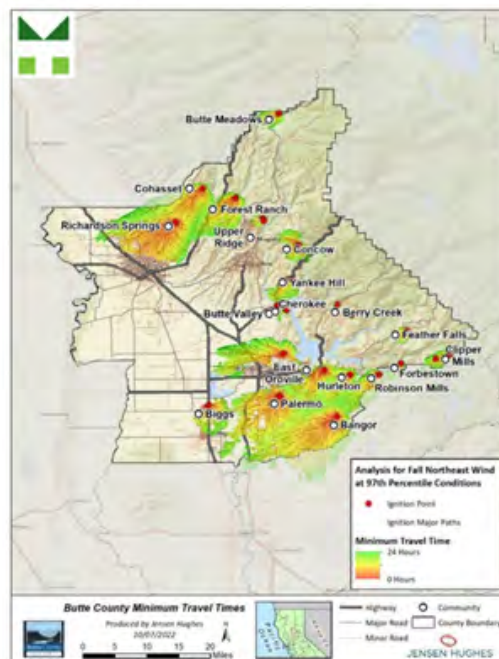 Butte Meadows
Cohasset
Forest Ranch
Richardson Springs
Upper
Ridge
Concow
Yankee Hill
Cherokee
Butte Valley
Berry Creek
Feather Falls
Clipper
Mills
East
Oroville
Hurleton
Forbestown
Robinson Mills
Biggs
Palermo
Bangor
Analysis for Fall Northeast Wind
at 97th Percentile Conditions
Ignition Point
Ignition Major Paths
Minimum Travel Time
24 Hours
0 Hours
Butte County Minimum Travel Times
Produced by Jensen Hughes
10/07/2022
0 5 10 15 20
Miles
Pacific
Ocean
Highway
Major Road
Minor Road
Community
County Boundary
JENSEN HUGHES